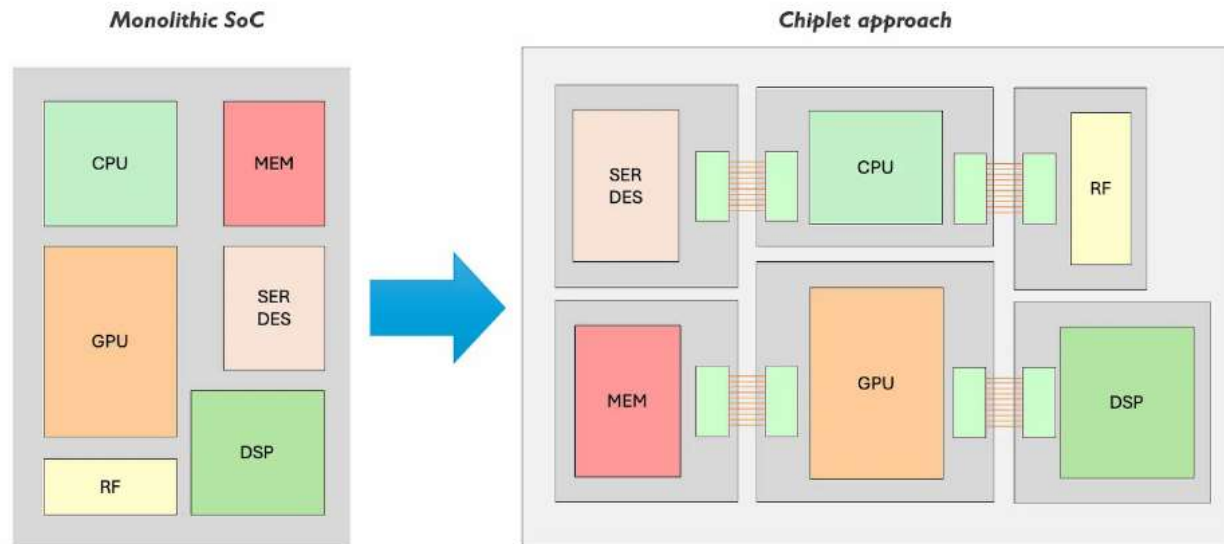 Monolithic SoC
CPU
MEM
GPU
SER
DES
DSP
RF
Chiplet approach
SER
DES
CPU
RF
MEM
GPU
DSP